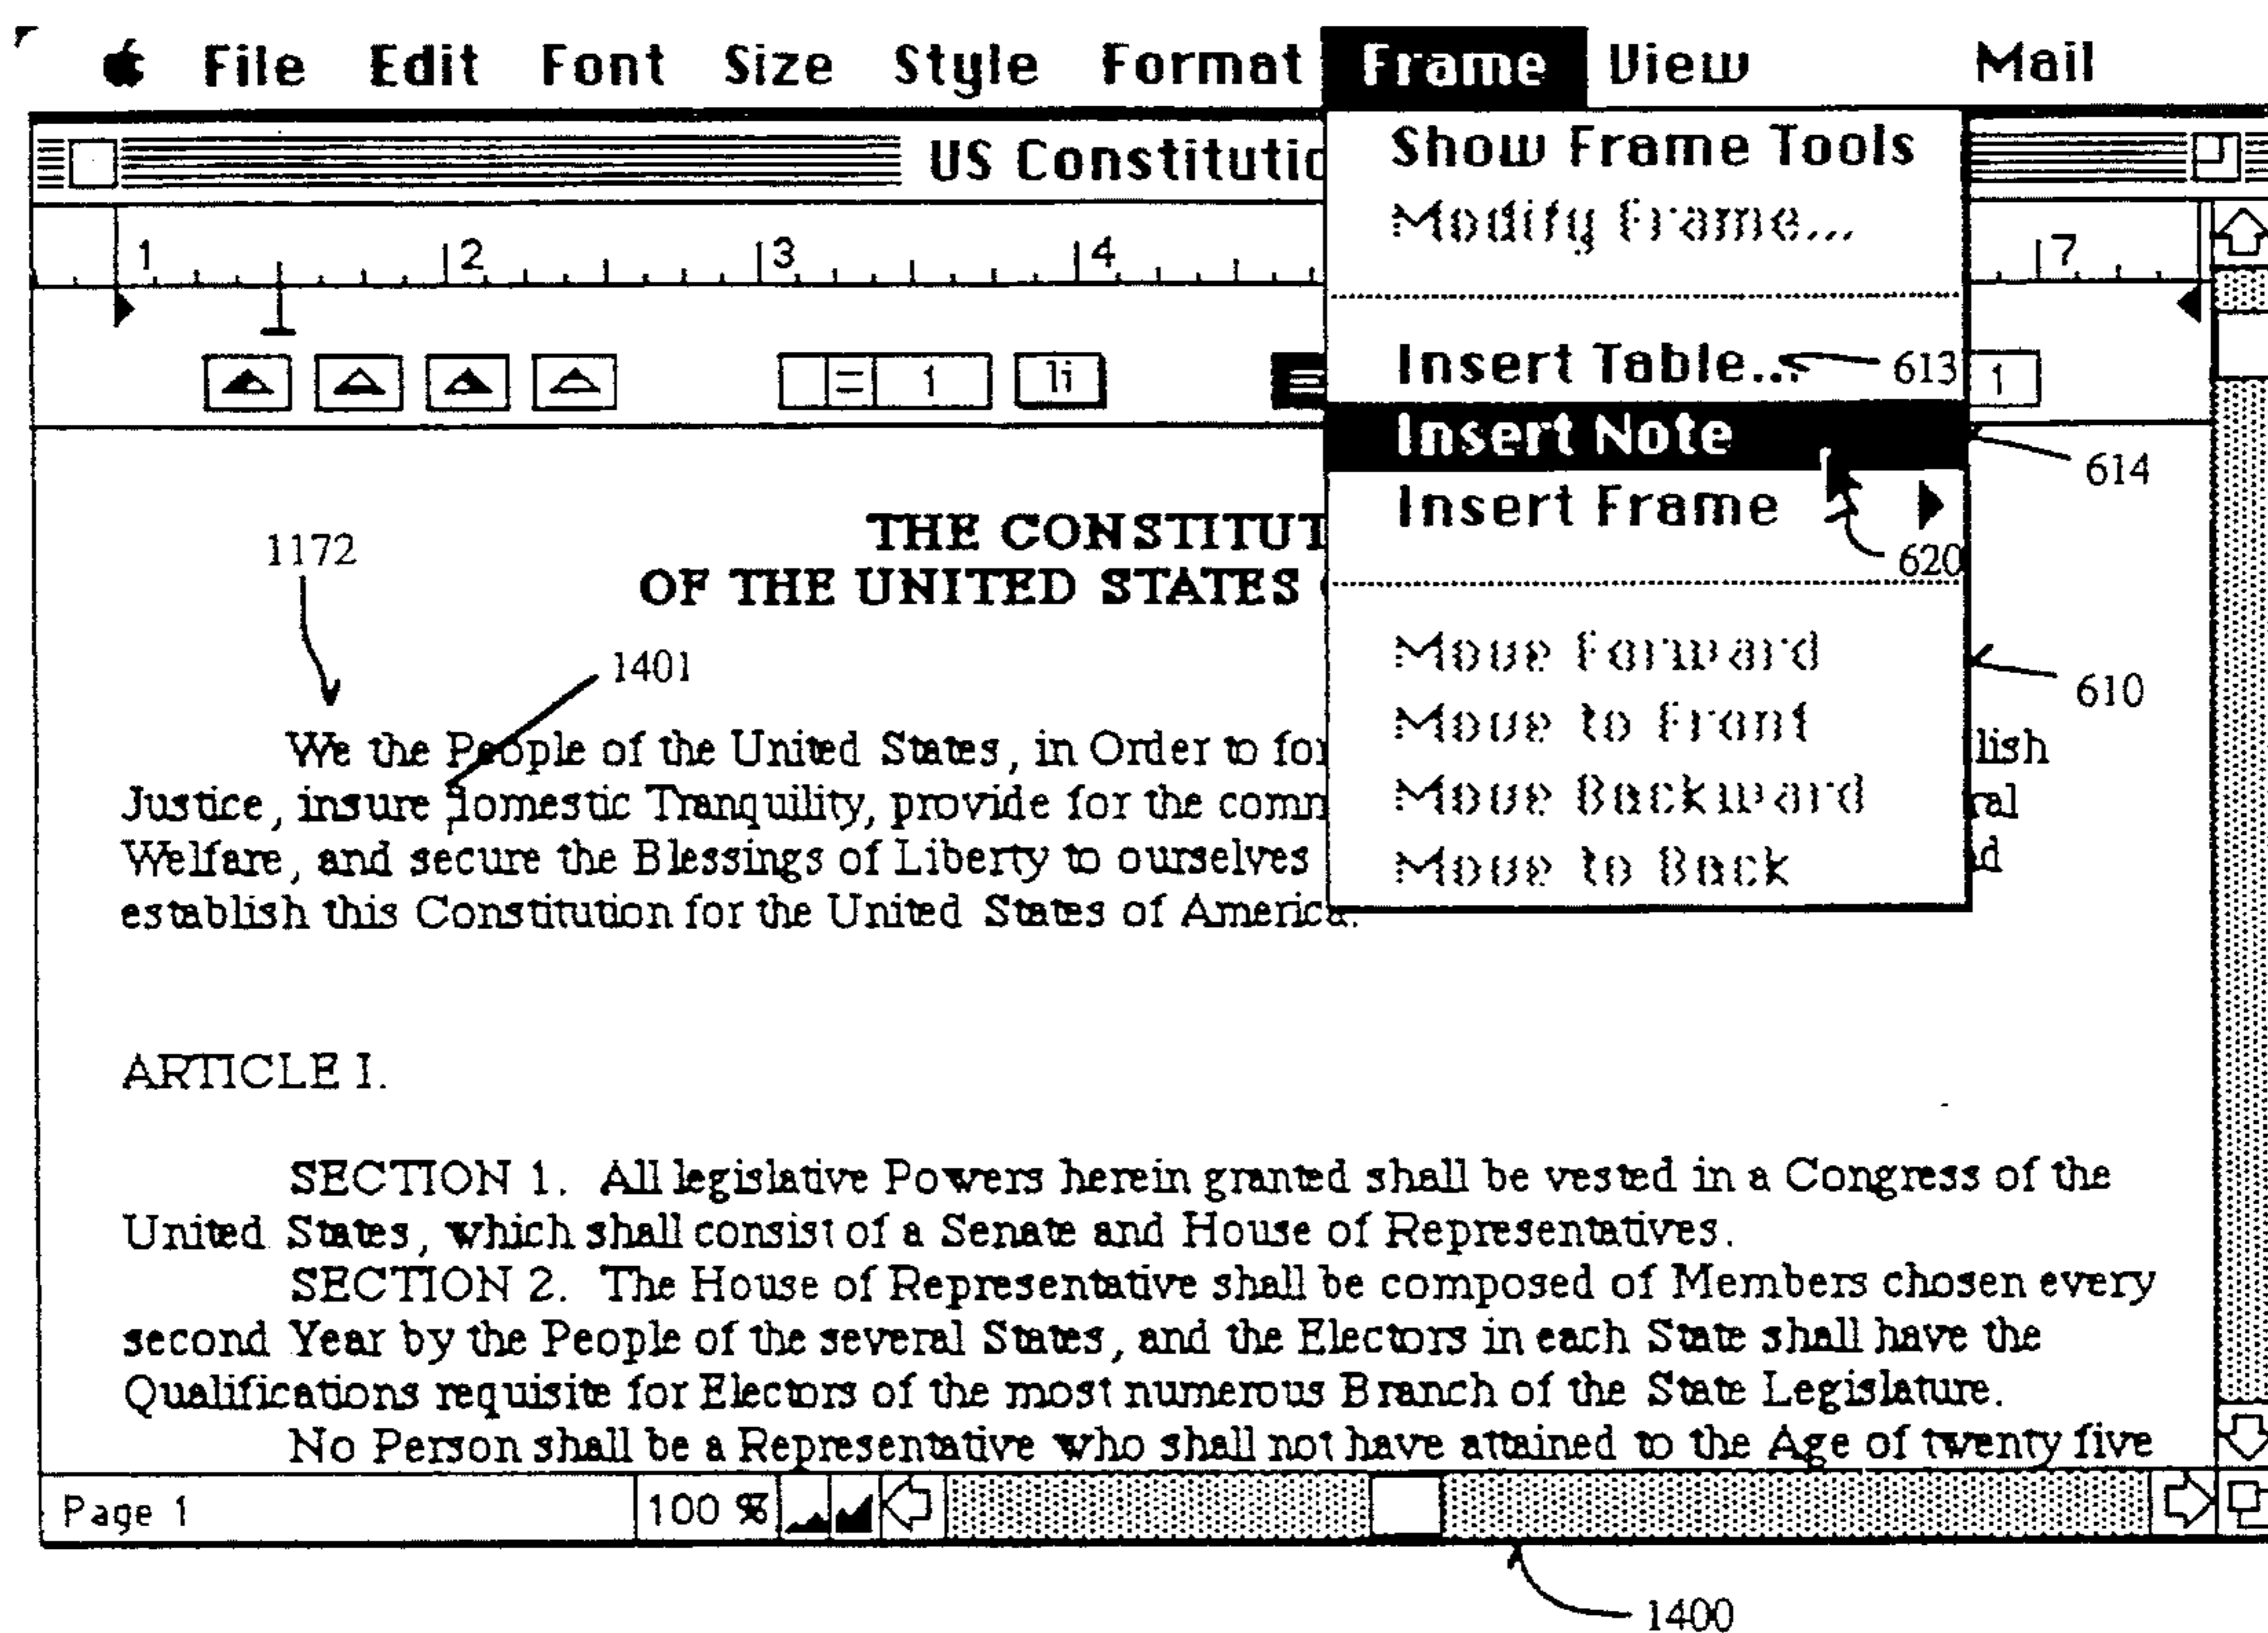 File Edit Font Size Style Format Frame View Mail
US Constitutio
Show Frame Tools
Modify Frame...
1 2 3 4 7
Insert Table... 613
1 li 1
Insert Note
614
Insert Frame
620
THE CONSTITUT
OF THE UNITED STATES
1172
1401
Move Forward
610
Move to Front
Move Backward
Move to Back
We the People of the United States, in Order to for lish
Justice, insure domestic Tranquility, provide for the comm ral
Welfare, and secure the Blessings of Liberty to ourselves d
establish this Constitution for the United States of America.
ARTICLE I.
SECTION 1. All legislative Powers herein granted shall be vested in a Congress of the
United States, which shall consist of a Senate and House of Representatives.
SECTION 2. The House of Representative shall be composed of Members chosen every
second Year by the People of the several States, and the Electors in each State shall have the
Qualifications requisite for Electors of the most numerous Branch of the State Legislature.
No Person shall be a Representative who shall not have attained to the Age of twenty five
Page 1 100 %
1400